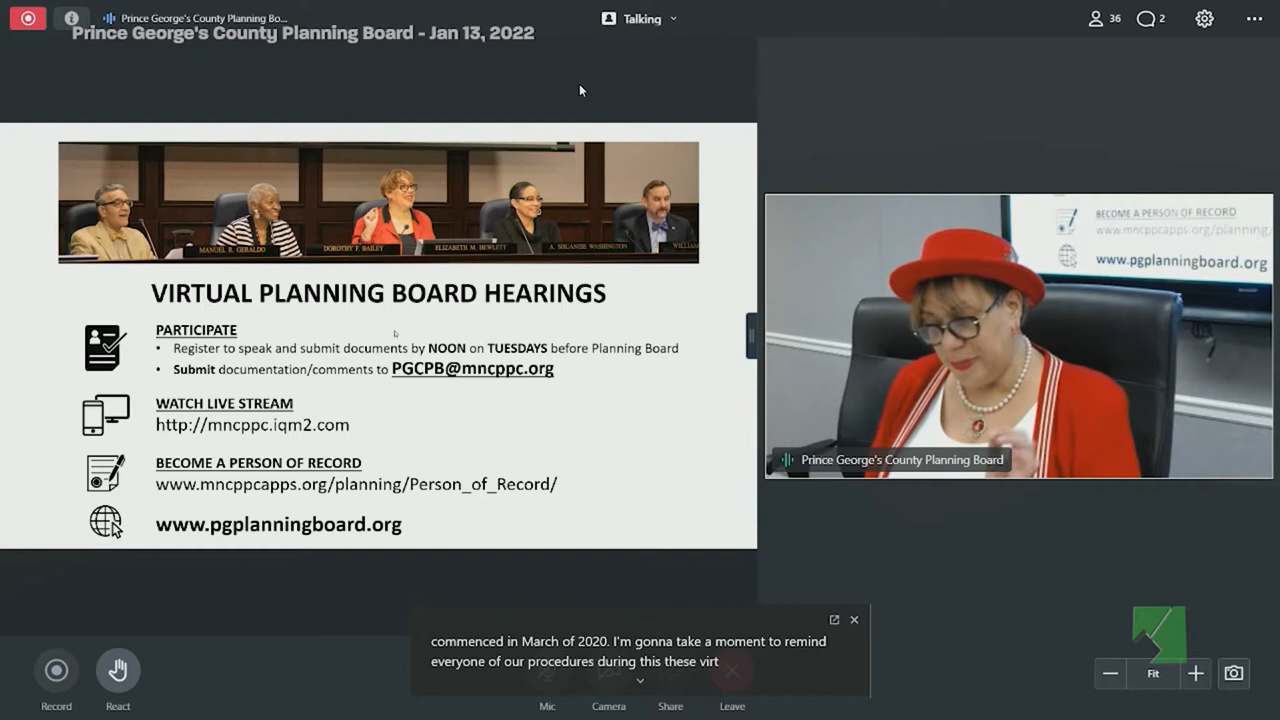 Prince George's County Planning Bo...
Talking
36
2
Prince George's County Planning Board - Jan 13, 2022
MANUEL R. GERALDO
DOROTHY F. BAILEY
ELIZABETH M. HEWLETT
A. SHUANISE WASHINGTON
WILLIAM
VIRTUAL PLANNING BOARD HEARINGS
PARTICIPATE
• Register to speak and submit documents by NOON on TUESDAYS before Planning Board
• Submit documentation/comments to PGCPB@mncppc.org
WATCH LIVE STREAM
http://mncppc.iqm2.com
BECOME A PERSON OF RECORD
www.mncppcapps.org/planning/Person_of_Record/
www.pgplanningboard.org
BECOME A PERSON OF RECORD
www.mncppcapps.org/planning/
www.pgplanningboard.org
Prince George's County Planning Board
commenced in March of 2020. I'm gonna take a moment to remind
everyone of our procedures during this these virt
Record
React
Mic
Camera
Share
Leave
Fit